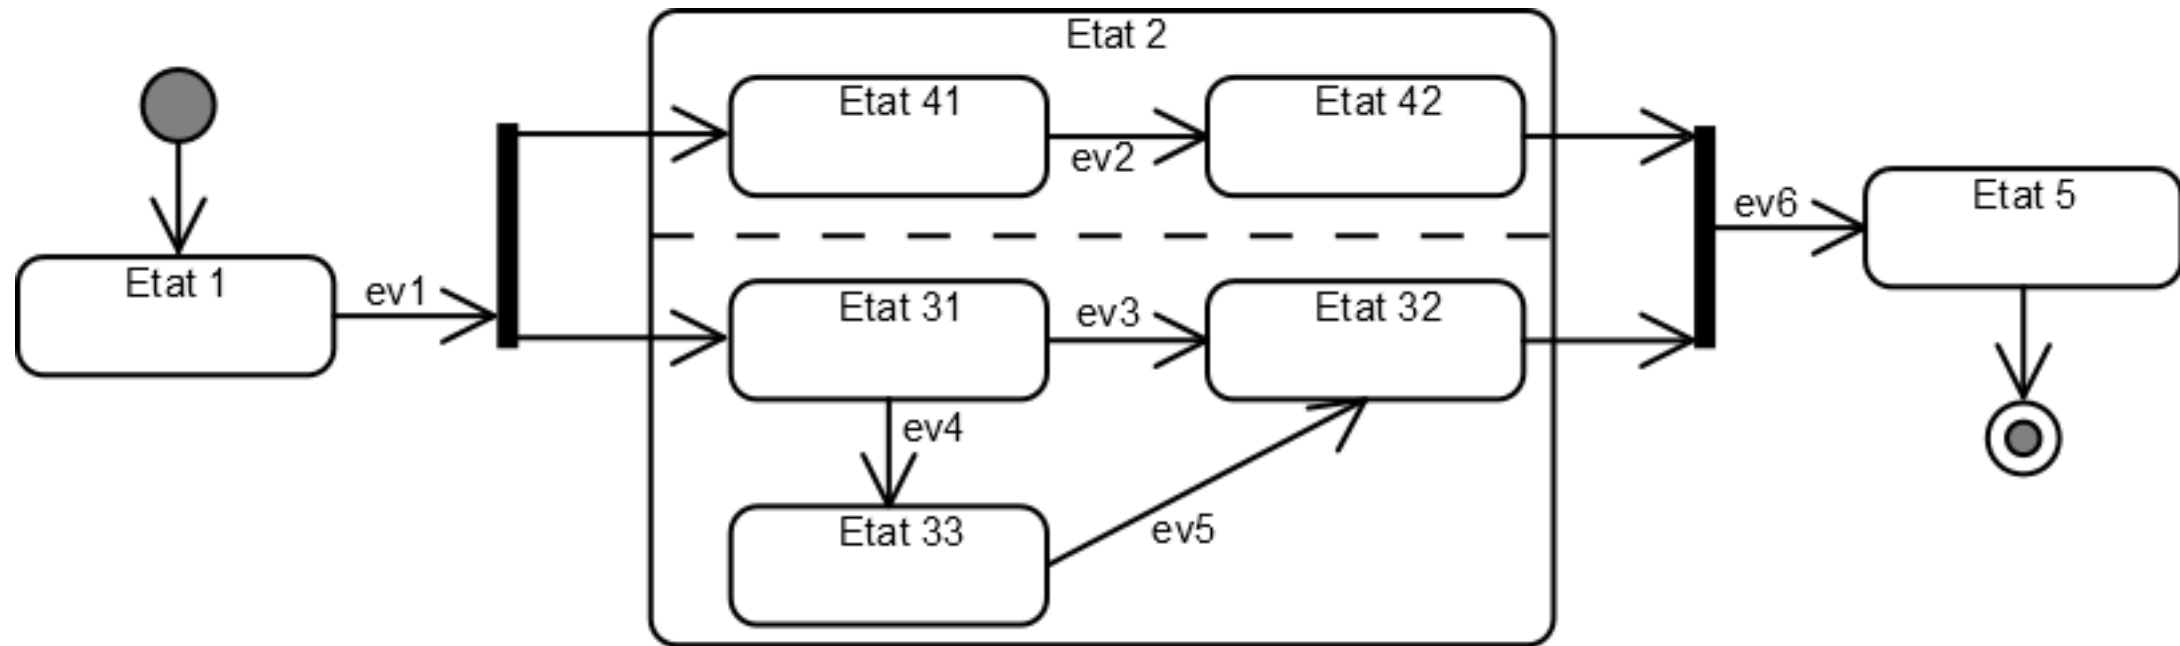 Etat 2
Etat 41
Etat 42
ev2
Etat 1
ev1
Etat 31
ev3
Etat 32
ev4
Etat 33
ev5
ev6
Etat 5